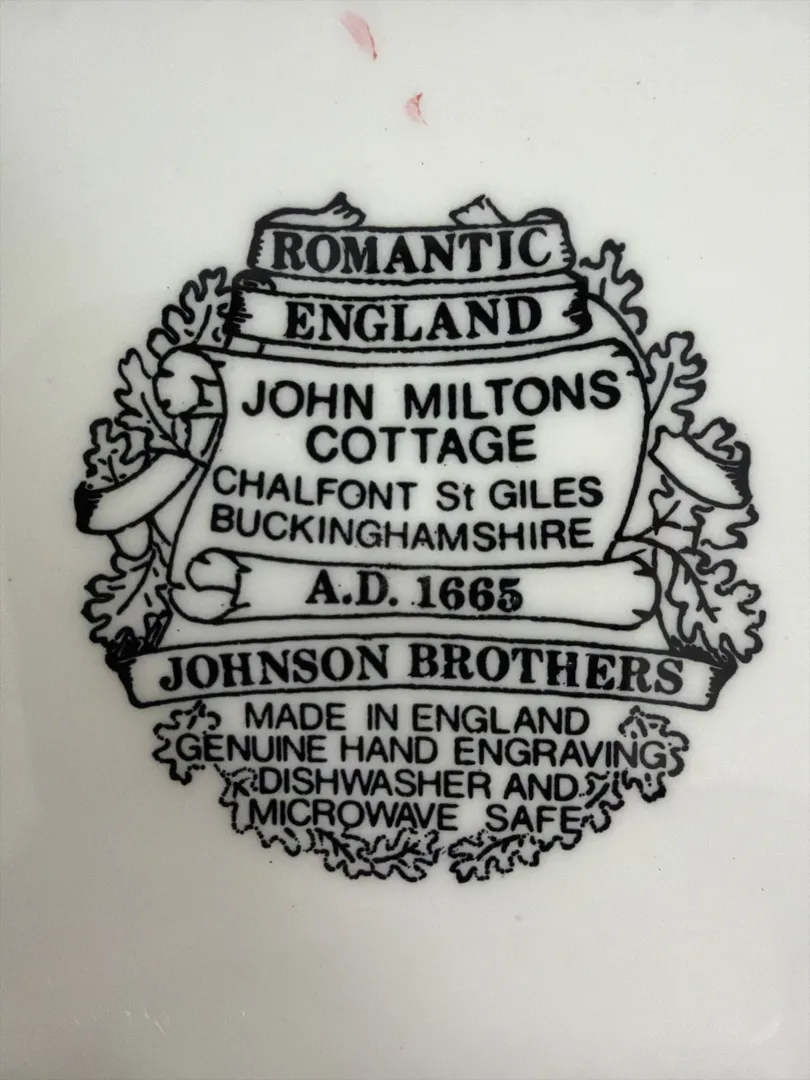 ROMANTIC
ENGLAND
JOHN MILTONS
COTTAGE
CHALFONT St GILES
BUCKINGHAMSHIRE
A.D. 1665
JOHNSON BROTHERS
MADE IN ENGLAND
GENUINE HAND ENGRAVING
DISHWASHER AND
MICROWAVE SAFE